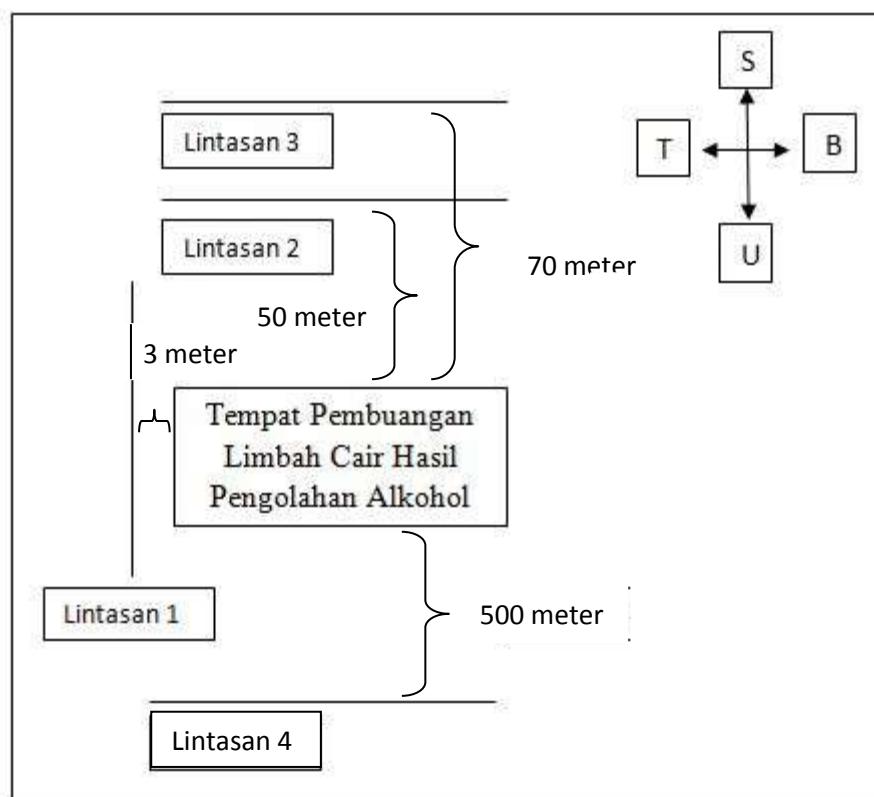 S
T
B
U
Lintasan 3
Lintasan 2
70 meter
50 meter
3 meter
Tempat Pembuangan
Limbah Cair Hasil
Pengolahan Alkohol
Lintasan 1
500 meter
Lintasan 4